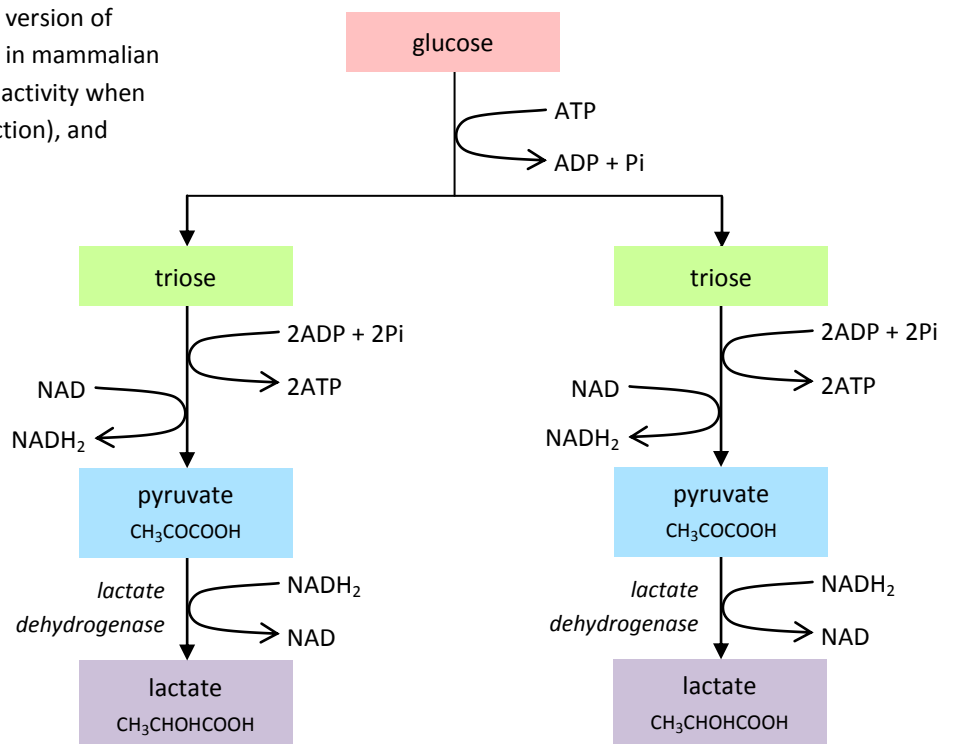 version of
in mammalian
activity when
ction), and
glucose
ATP
ADP + Pi
triose
triose
2ADP + 2Pi
2ATP
NAD
NADH₂
2ADP + 2Pi
2ATP
NAD
NADH₂
pyruvate
CH₃COCOOH
pyruvate
CH₃COCOOH
lactate
dehydrogenase
NADH₂
NAD
lactate
dehydrogenase
NADH₂
NAD
lactate
CH₃CHOHCOOH
lactate
CH₃CHOHCOOH